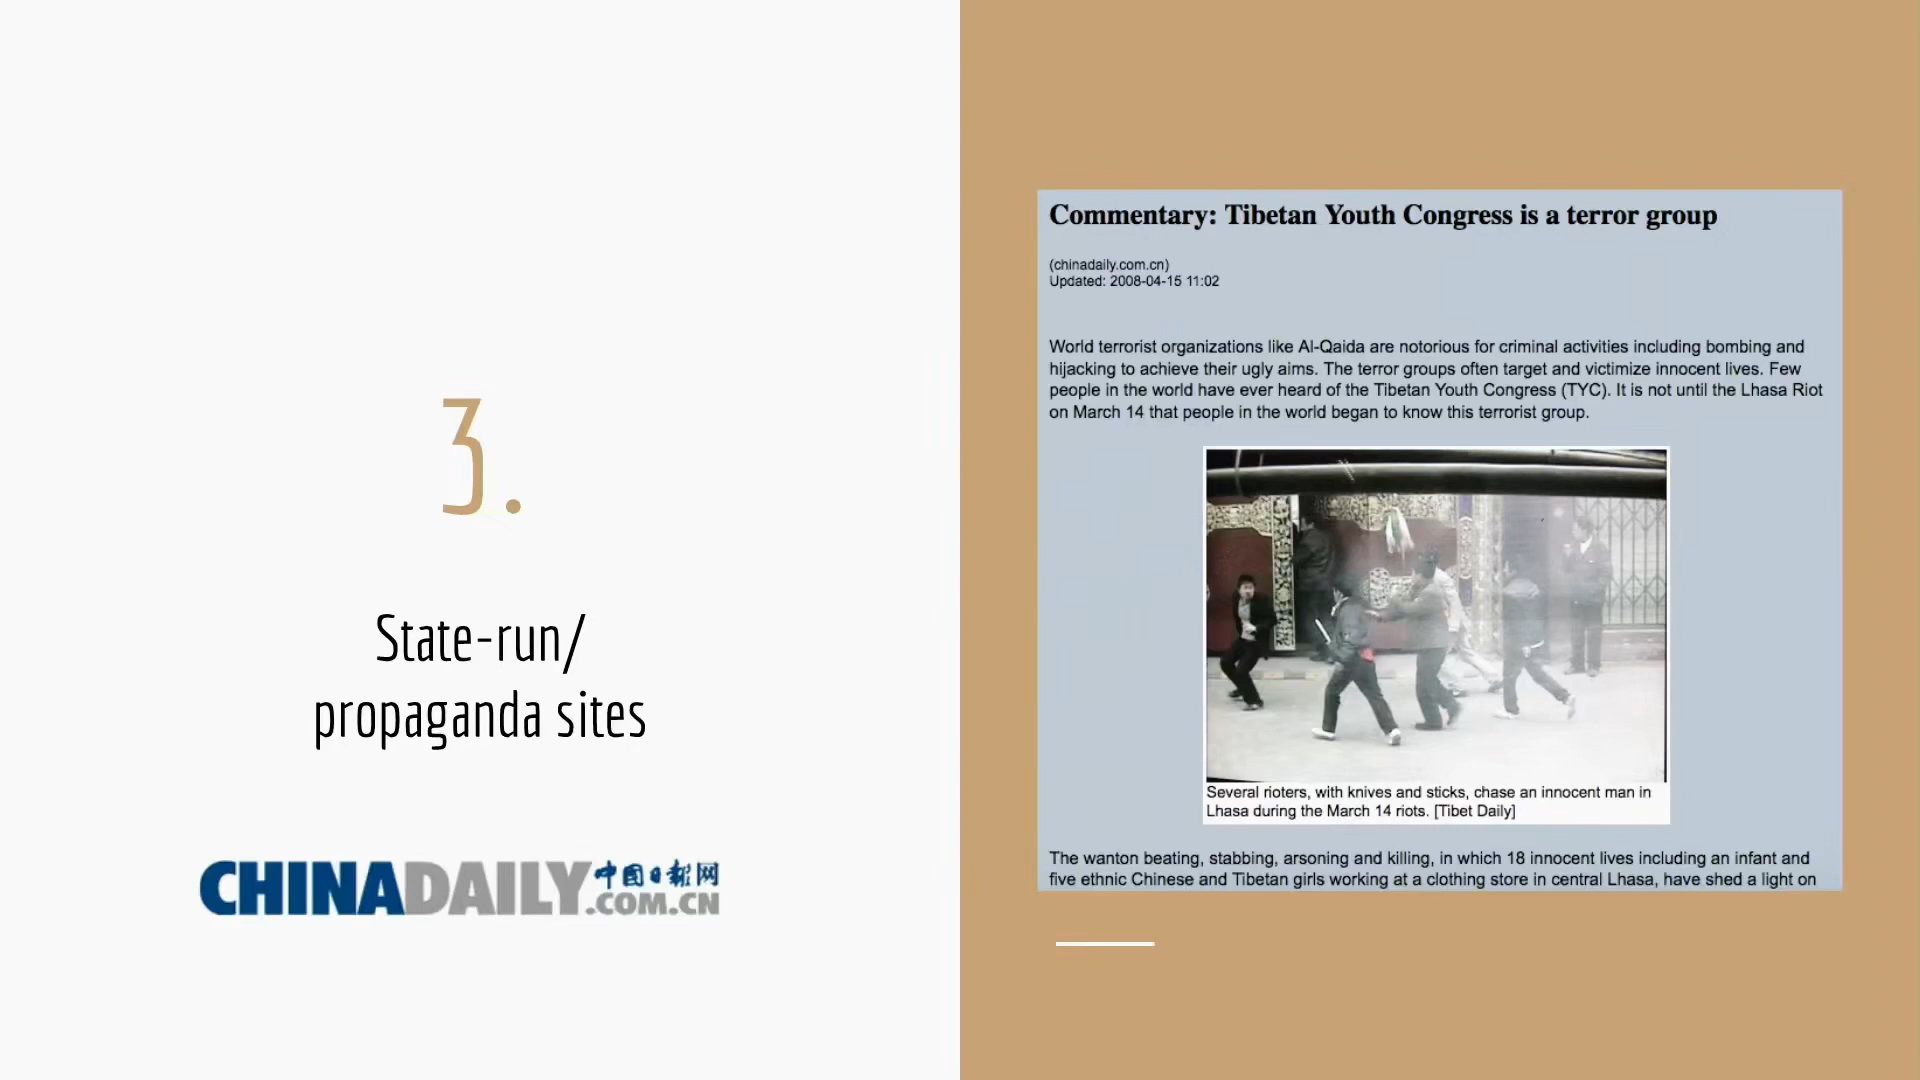 3.
State-run/
propaganda sites
CHINADAILY中国日报网
.COM.CN
Commentary: Tibetan Youth Congress is a terror group
(chinadaily.com.cn)
Updated: 2008-04-15 11:02
World terrorist organizations like Al-Qaida are notorious for criminal activities including bombing and
hijacking to achieve their ugly aims. The terror groups often target and victimize innocent lives. Few
people in the world have ever heard of the Tibetan Youth Congress (TYC). It is not until the Lhasa Riot
on March 14 that people in the world began to know this terrorist group.
Several rioters, with knives and sticks, chase an innocent man in
Lhasa during the March 14 riots. [Tibet Daily]
The wanton beating, stabbing, arsoning and killing, in which 18 innocent lives including an infant and
five ethnic Chinese and Tibetan girls working at a clothing store in central Lhasa, have shed a light on